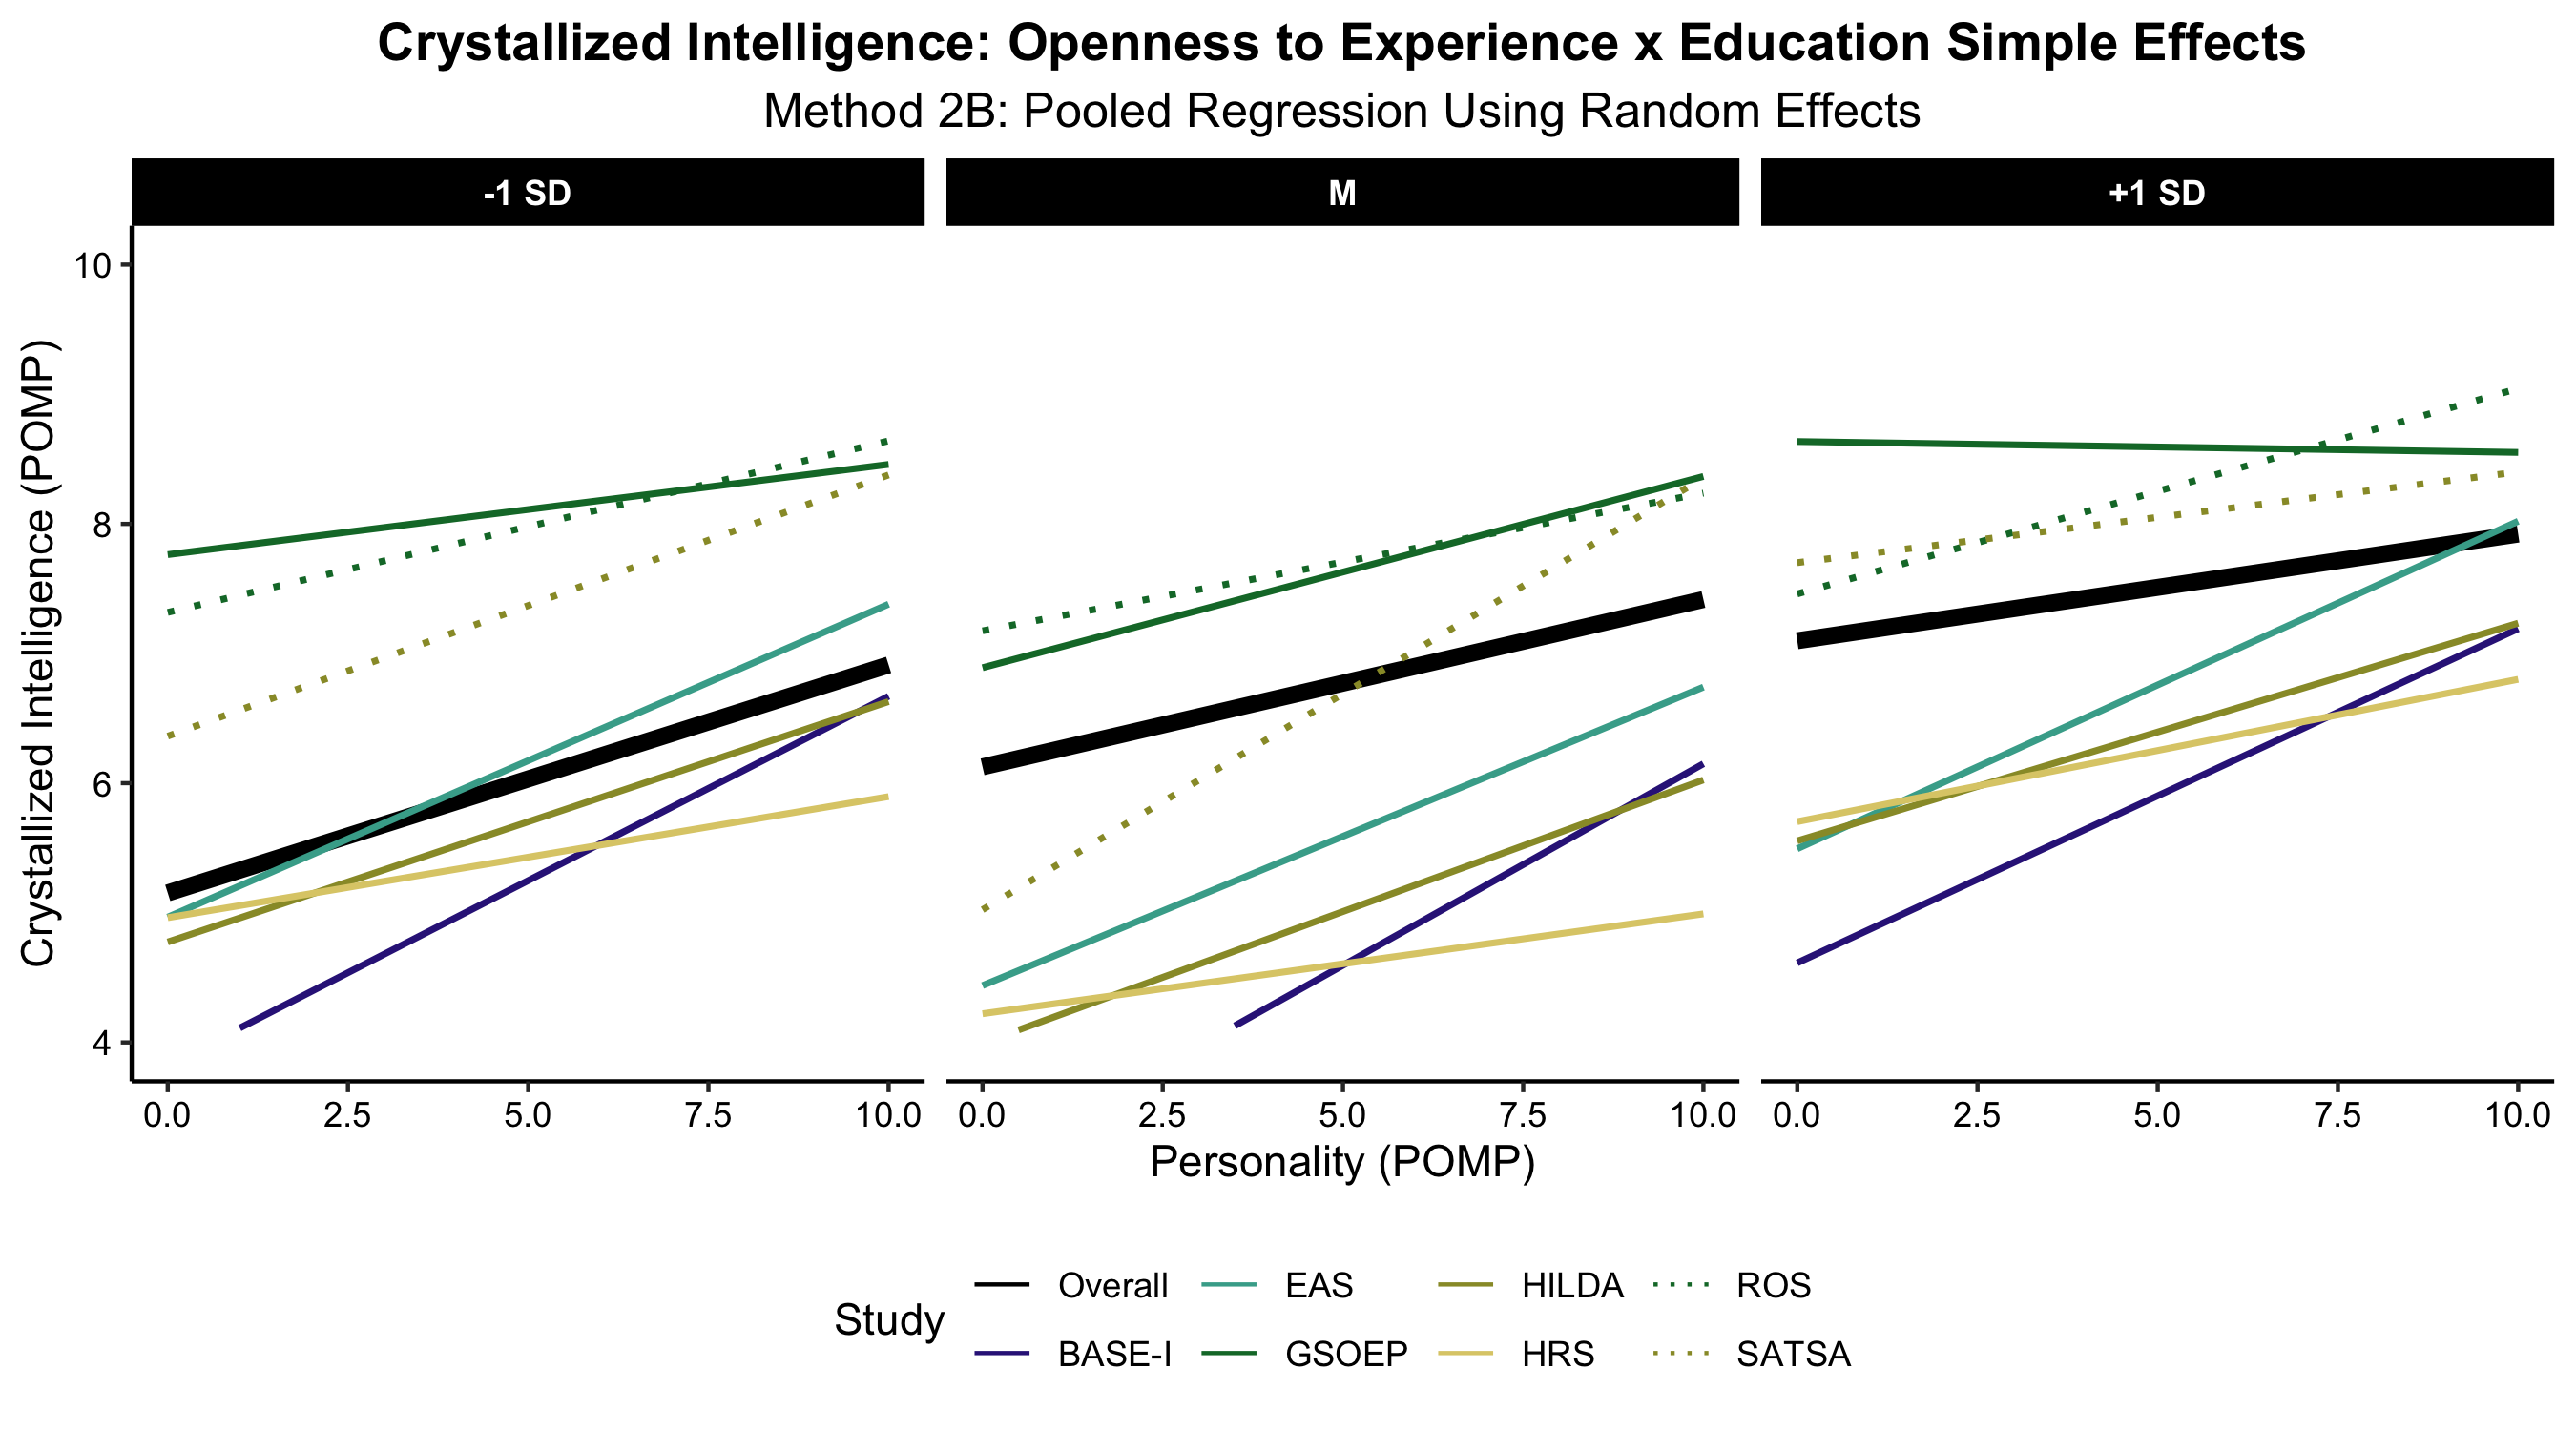 Crystallized Intelligence: Openness to Experience x Education Simple Effects
Method 2B: Pooled Regression Using Random Effects
-1 SD M +1 SD
Crystallized Intelligence (POMP)
10
8
6
4
0.0 2.5 5.0 7.5 10.0 0.0 2.5 5.0 7.5 10.0 0.0 2.5 5.0 7.5 10.0
Personality (POMP)
Study
Overall EAS HILDA ROS
BASE-I GSOEP HRS SATSA